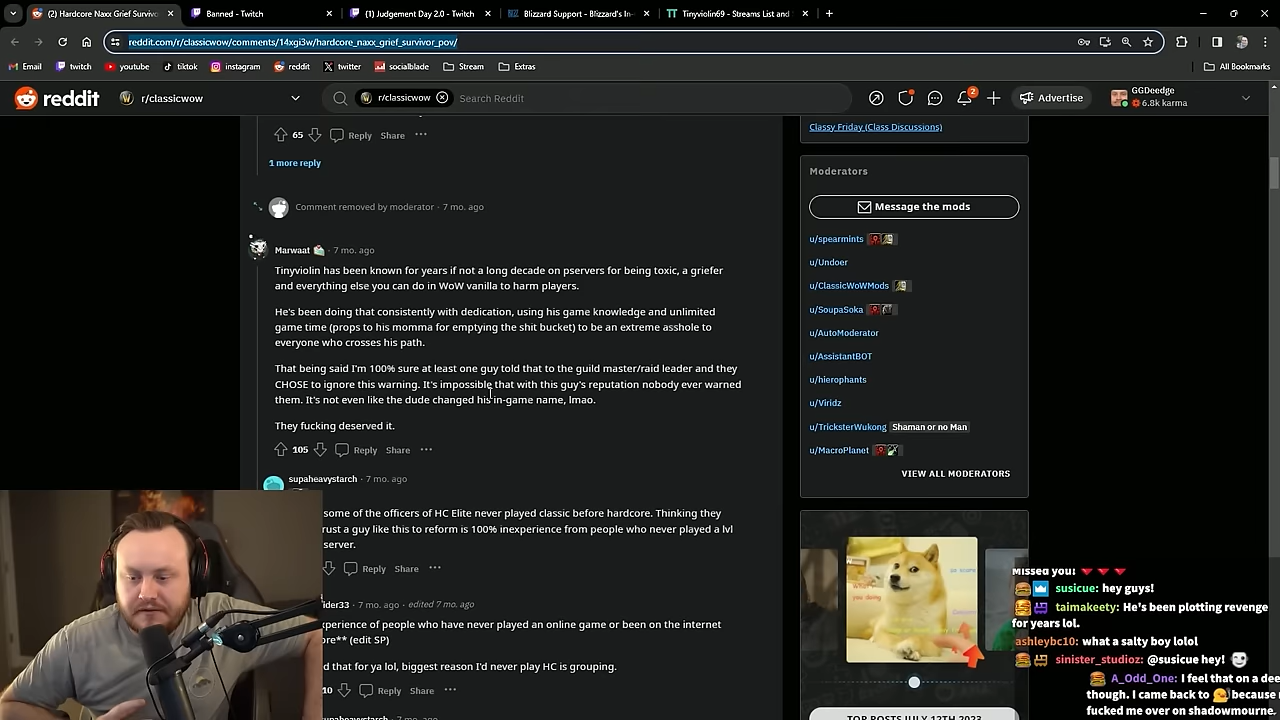 (2) Hardcore Naxx Grief Survivo
Banned - Twitch
(1) Judgement Day 2.0 - Twitch
Blizzard Support - Blizzard's In-
Tinyviolin69 - Streams List and
reddit.com/r/classicwow/comments/14xgi3w/hardcore_naxx_grief_survivor_pov/
Email
twitch
youtube
tiktok
instagram
reddit
twitter
socialblade
Stream
Extras
All Bookmarks
reddit
r/classicwow
r/classicwow
Search Reddit
2
Advertise
GGDeedge
6.8k karma
65 Reply Share
1 more reply
Comment removed by moderator · 7 mo. ago
Marwaat · 7 mo. ago
Tinyviolin has been known for years if not a long decade on pservers for being toxic, a griefer
and everything else you can do in WoW vanilla to harm players.
He's been doing that consistently with dedication, using his game knowledge and unlimited
game time (props to his momma for emptying the shit bucket) to be an extreme asshole to
everyone who crosses his path.
That being said I'm 100% sure at least one guy told that to the guild master/raid leader and they
CHOSE to ignore this warning. It's impossible that with this guy's reputation nobody ever warned
them. It's not even like the dude changed his in-game name, lmao.
They fucking deserved it.
105 Reply Share
supaheavystarch · 7 mo. ago
some of the officers of HC Elite never played classic before hardcore. Thinking they
rust a guy like this to reform is 100% inexperience from people who never played a lvl
server.
Reply Share
ider33 · 7 mo. ago · edited 7 mo. ago
xperience of people who have never played an online game or been on the internet
ore** (edit SP)
d that for ya lol, biggest reason I'd never play HC is grouping.
10 Reply Share
supaheavystarch · 7 mo. ago
Classy Friday (Class Discussions)
Moderators
Message the mods
u/spearmints
u/Undoer
u/ClassicWoWMods
u/SoupaSoka
u/AutoModerator
u/AssistantBOT
u/hierophants
u/Viridz
u/TricksterWukong Shaman or no Man
u/MacroPlanet
VIEW ALL MODERATORS
TOP POSTS JULY 12TH 2023
Missed you!
susicue: hey guys!
taimakeety: He's been plotting revenge
for years lol.
ashleybc10: what a salty boy lolol
sinister_studioz: @susicue hey!
A_Odd_One: I feel that on a dee
though. I came back to because
fucked me over on shadowmourne.